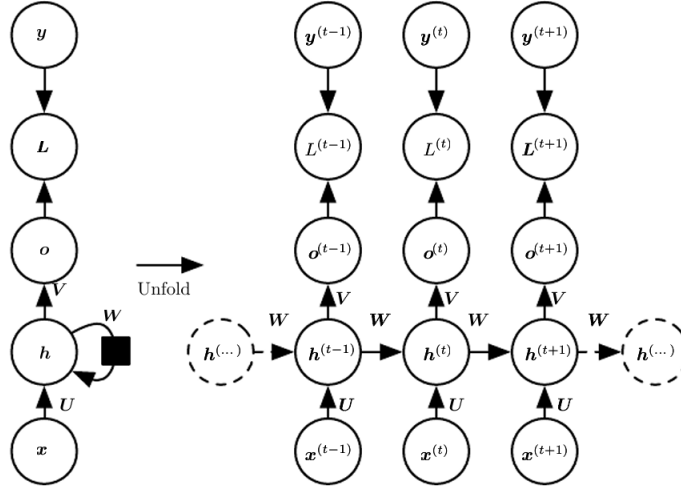 y y^{(t−1)} y^{(t)} y^{(t+1)}
L L^{(t−1)} L^{(t)} L^{(t+1)}
o o^{(t−1)} o^{(t)} o^{(t+1)}
Unfold
V V V V
W W W W W
h h^{(...)} h^{(t−1)} h^{(t)} h^{(t+1)} h^{(...)}
U U U U
x x^{(t−1)} x^{(t)} x^{(t+1)}